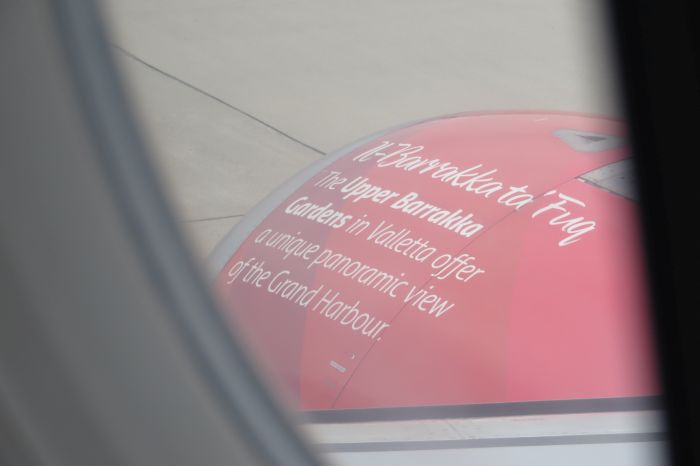 Il-Barrakka ta' Fuq
The Upper Barrakka
Gardens in Valletta offer
a unique panoramic view
of the Grand Harbour.